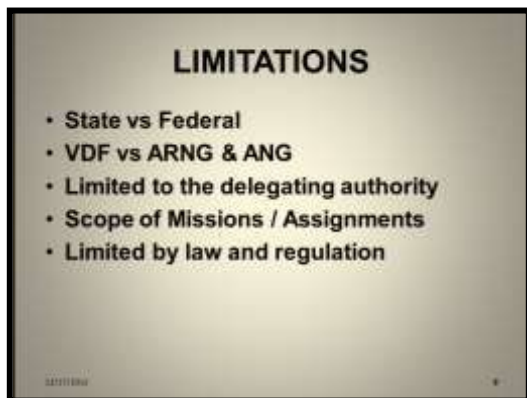 LIMITATIONS
• State vs Federal
• VDF vs ARNG & ANG
• Limited to the delegating authority
• Scope of Missions / Assignments
• Limited by law and regulation